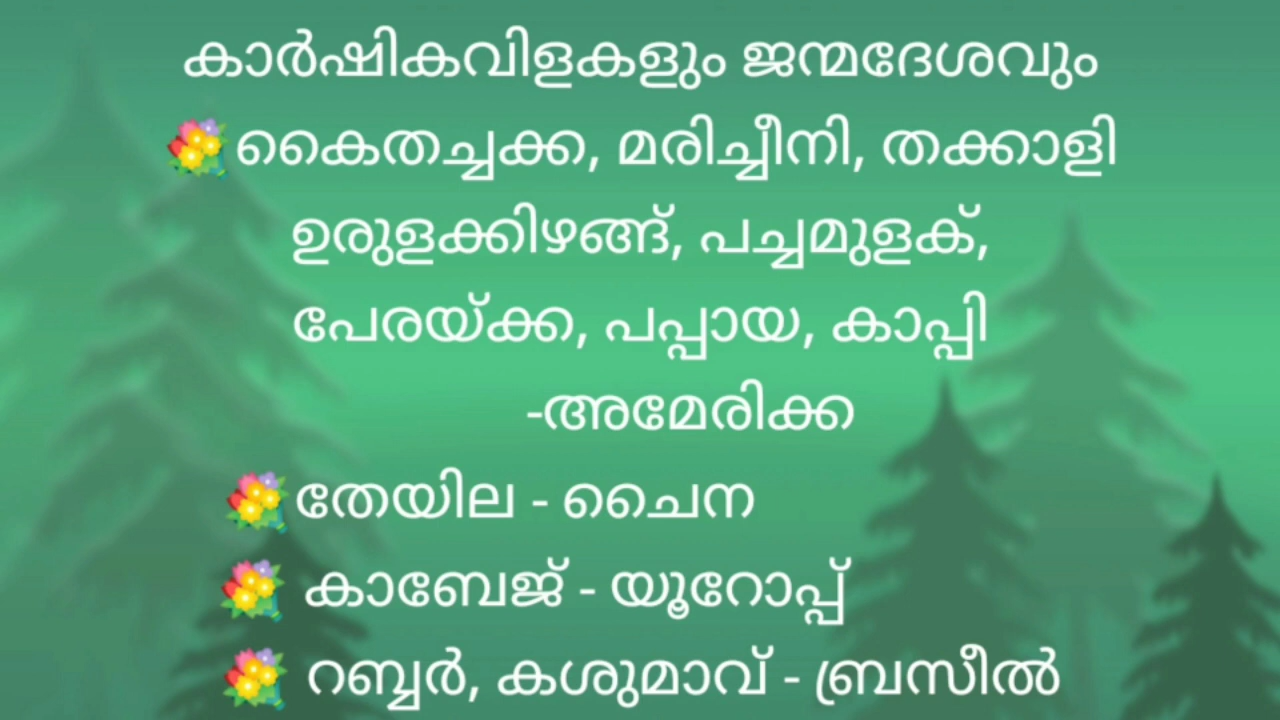 കാർഷികവിളകളും ജന്മദേശവും
💐കൈതച്ചക്ക, മരിച്ചീനി, തക്കാളി
ഉരുളക്കിഴങ്ങ്, പച്ചമുളക്,
പേരയ്ക്ക, പപ്പായ, കാപ്പി
-അമേരിക്ക
💐തേയില - ചൈന
💐 കാബേജ് - യൂറോപ്പ്
💐 റബ്ബർ, കശുമാവ് - ബ്രസീൽ